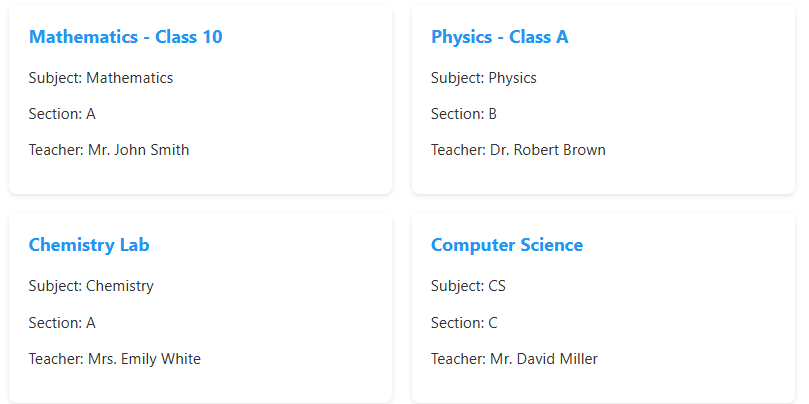 Mathematics - Class 10
Subject: Mathematics
Section: A
Teacher: Mr. John Smith
Physics - Class A
Subject: Physics
Section: B
Teacher: Dr. Robert Brown
Chemistry Lab
Subject: Chemistry
Section: A
Teacher: Mrs. Emily White
Computer Science
Subject: CS
Section: C
Teacher: Mr. David Miller